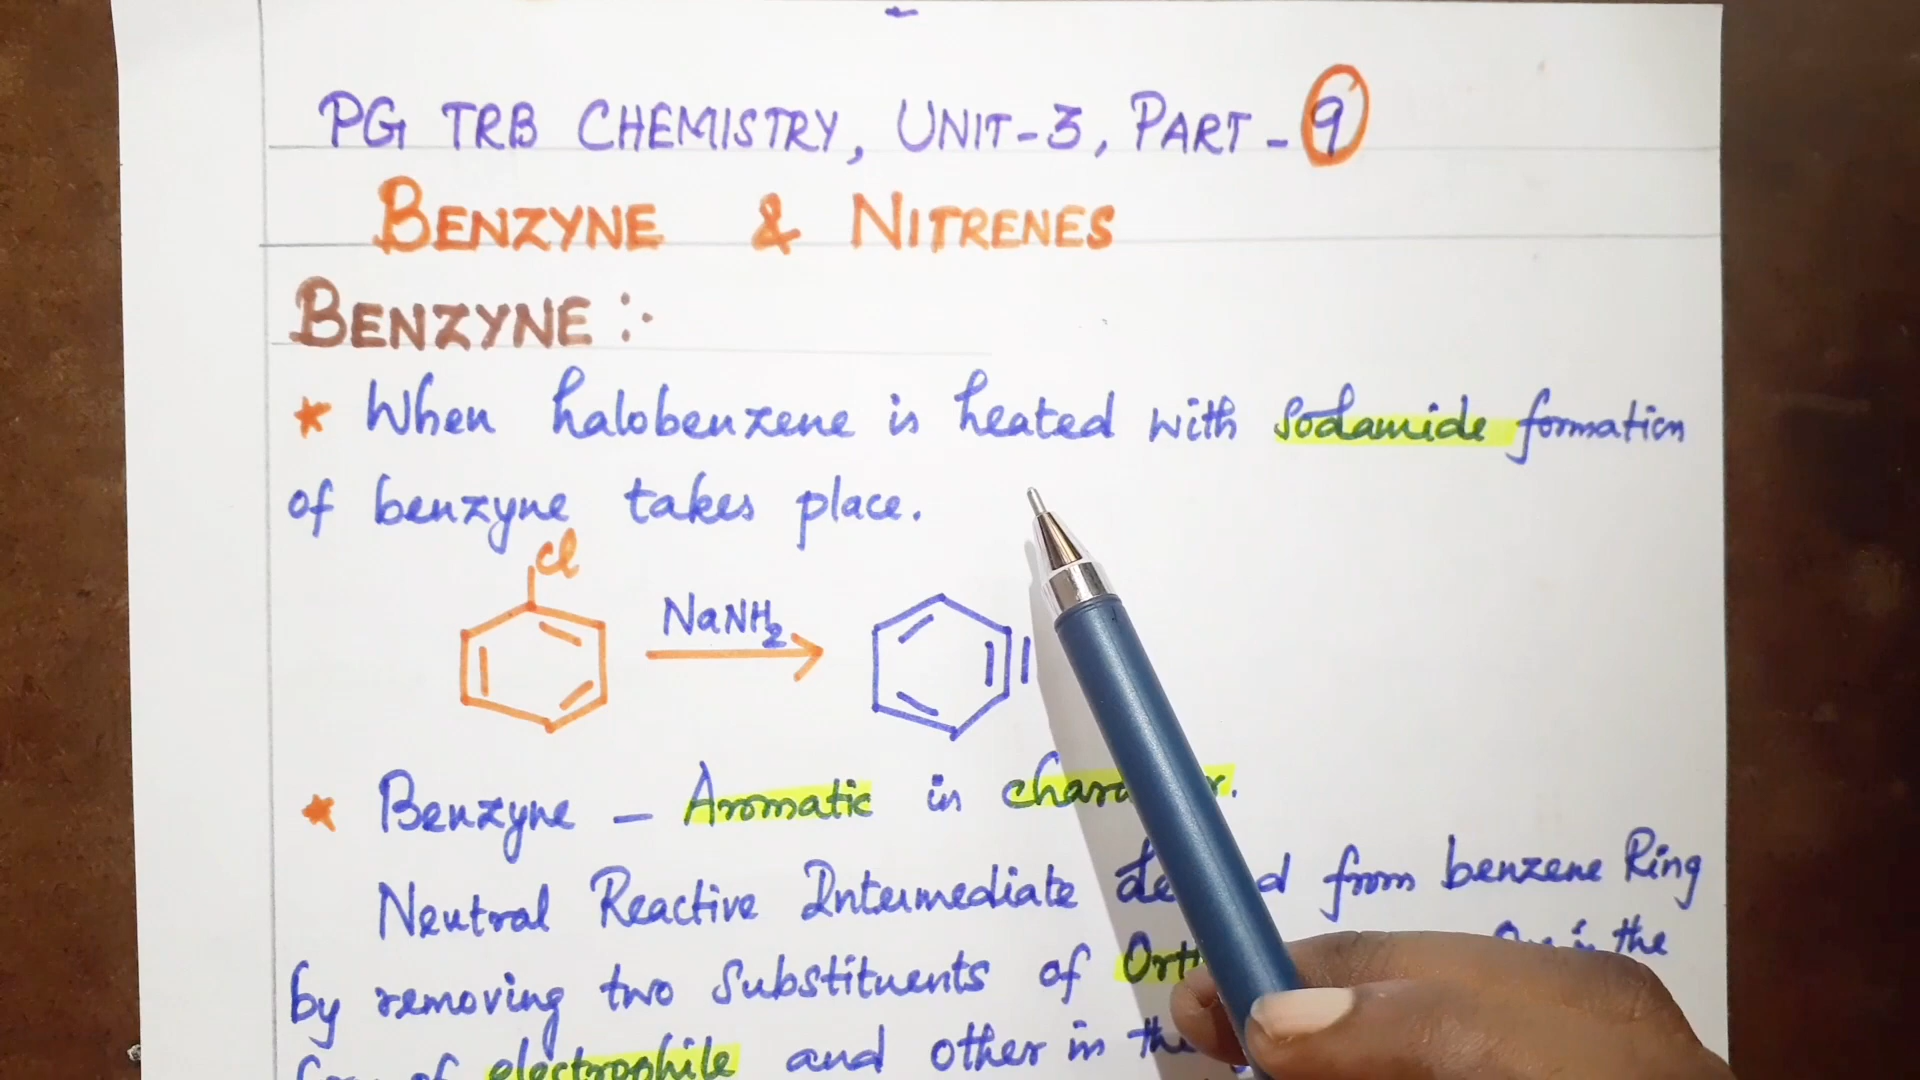 PG TRB CHEMISTRY, UNIT-3, PART-9
BENZYNE & NITRENES
BENZYNE :-
* When halobenzene is heated with sodamide formation
of benzyne takes place.
Cl
NaNH2
* Benzyne - Aromatic in
Neutral Reactive Intermediate from benzene Ring
by removing two substituents of the
of electrophile and other in the